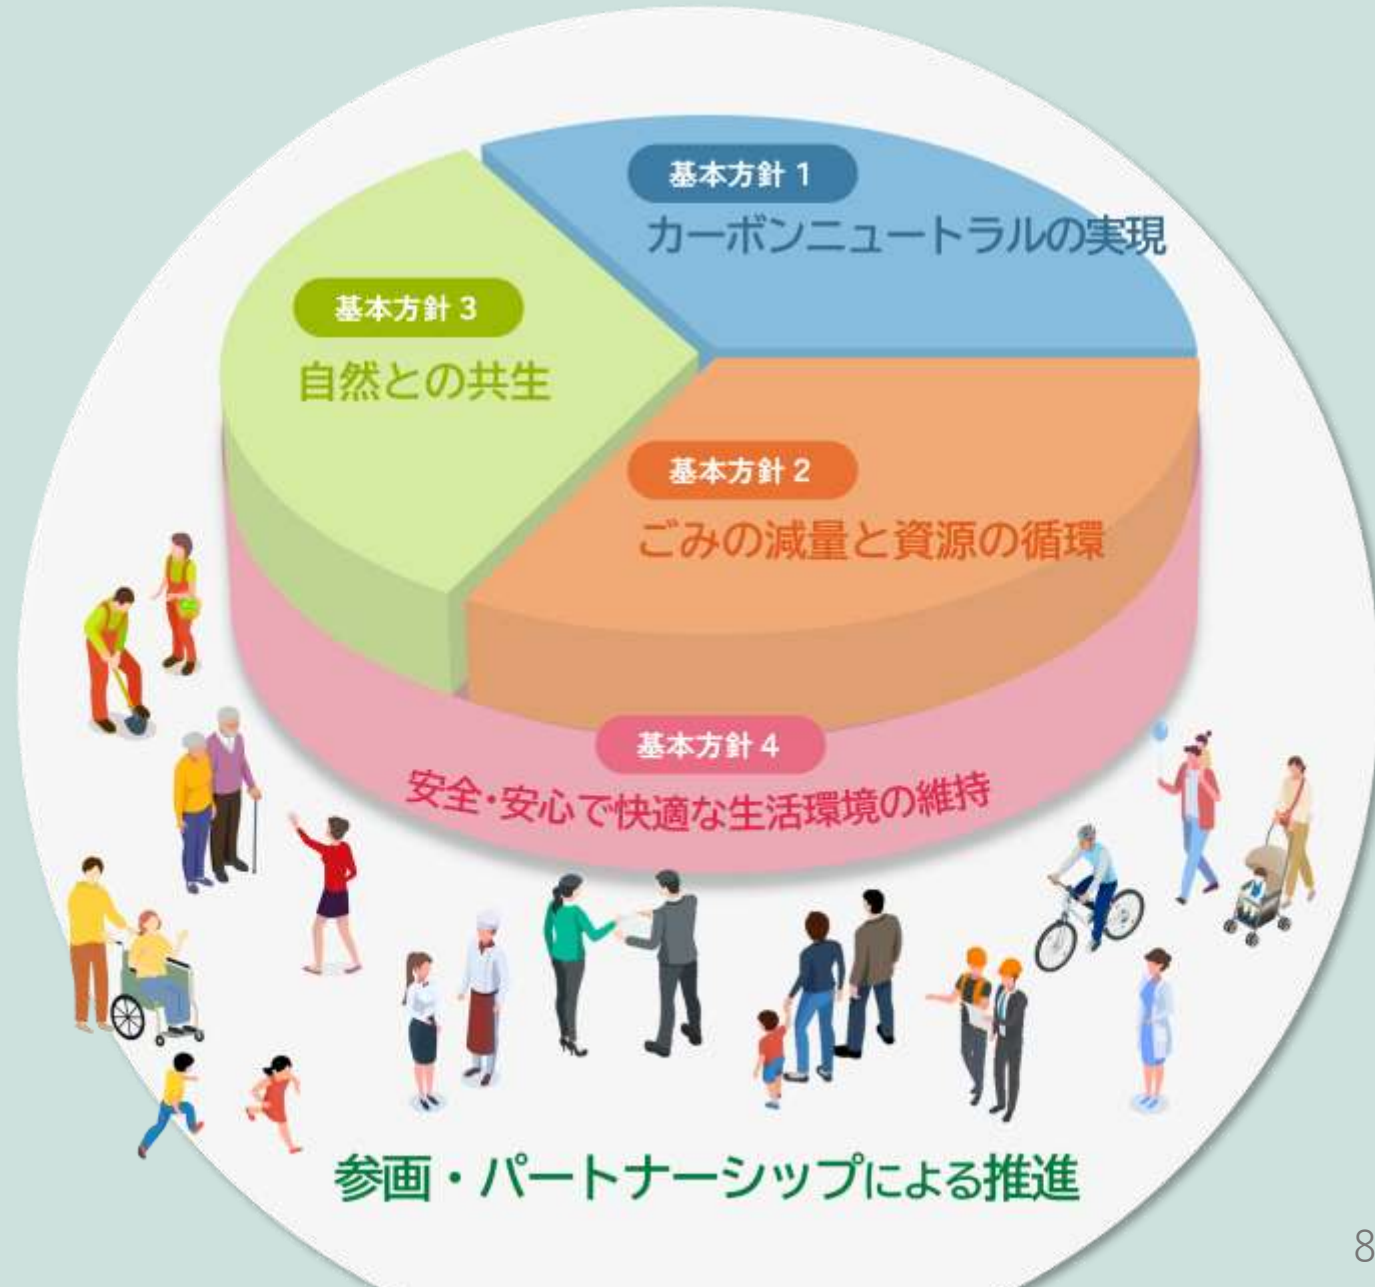 基本方針 1
カーボンニュートラルの実現
基本方針 3
自然との共生
基本方針 2
ごみの減量と資源の循環
基本方針 4
安全・安心で快適な生活環境の維持
参画・パートナーシップによる推進
8